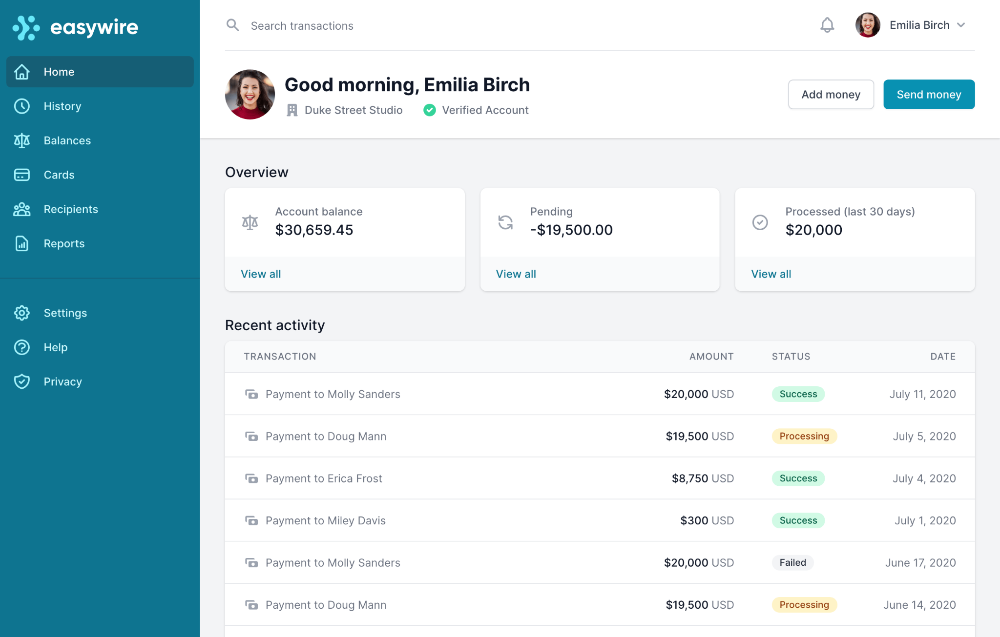 easywire
Home
History
Balances
Cards
Recipients
Reports
Settings
Help
Privacy
Search transactions
Emilia Birch
Good morning, Emilia Birch
Duke Street Studio Verified Account
Add money
Send money
Overview
Account balance
$30,659.45
View all
Pending
-$19,500.00
View all
Processed (last 30 days)
$20,000
View all
Recent activity
TRANSACTION AMOUNT STATUS DATE
Payment to Molly Sanders $20,000 USD Success July 11, 2020
Payment to Doug Mann $19,500 USD Processing July 5, 2020
Payment to Erica Frost $8,750 USD Success July 4, 2020
Payment to Miley Davis $300 USD Success July 1, 2020
Payment to Molly Sanders $20,000 USD Failed June 17, 2020
Payment to Doug Mann $19,500 USD Processing June 14, 2020